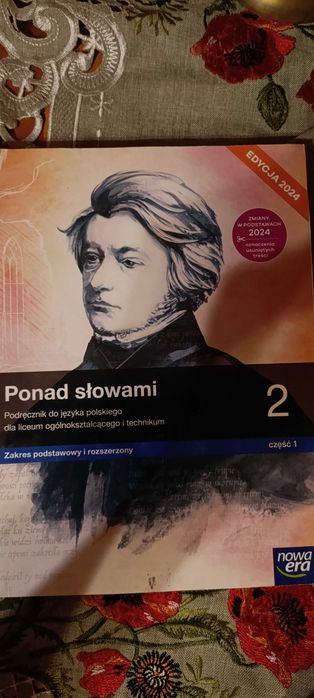 EDYCJA 2024
ZMIANY
W PODSTAWACH
2024
oznaczenia
usuniętych
treści
Ponad słowami
2
Podręcznik do języka polskiego
dla liceum ogólnokształcącego i technikum
Zakres podstawowy i rozszerzony
część 1
nowa
era